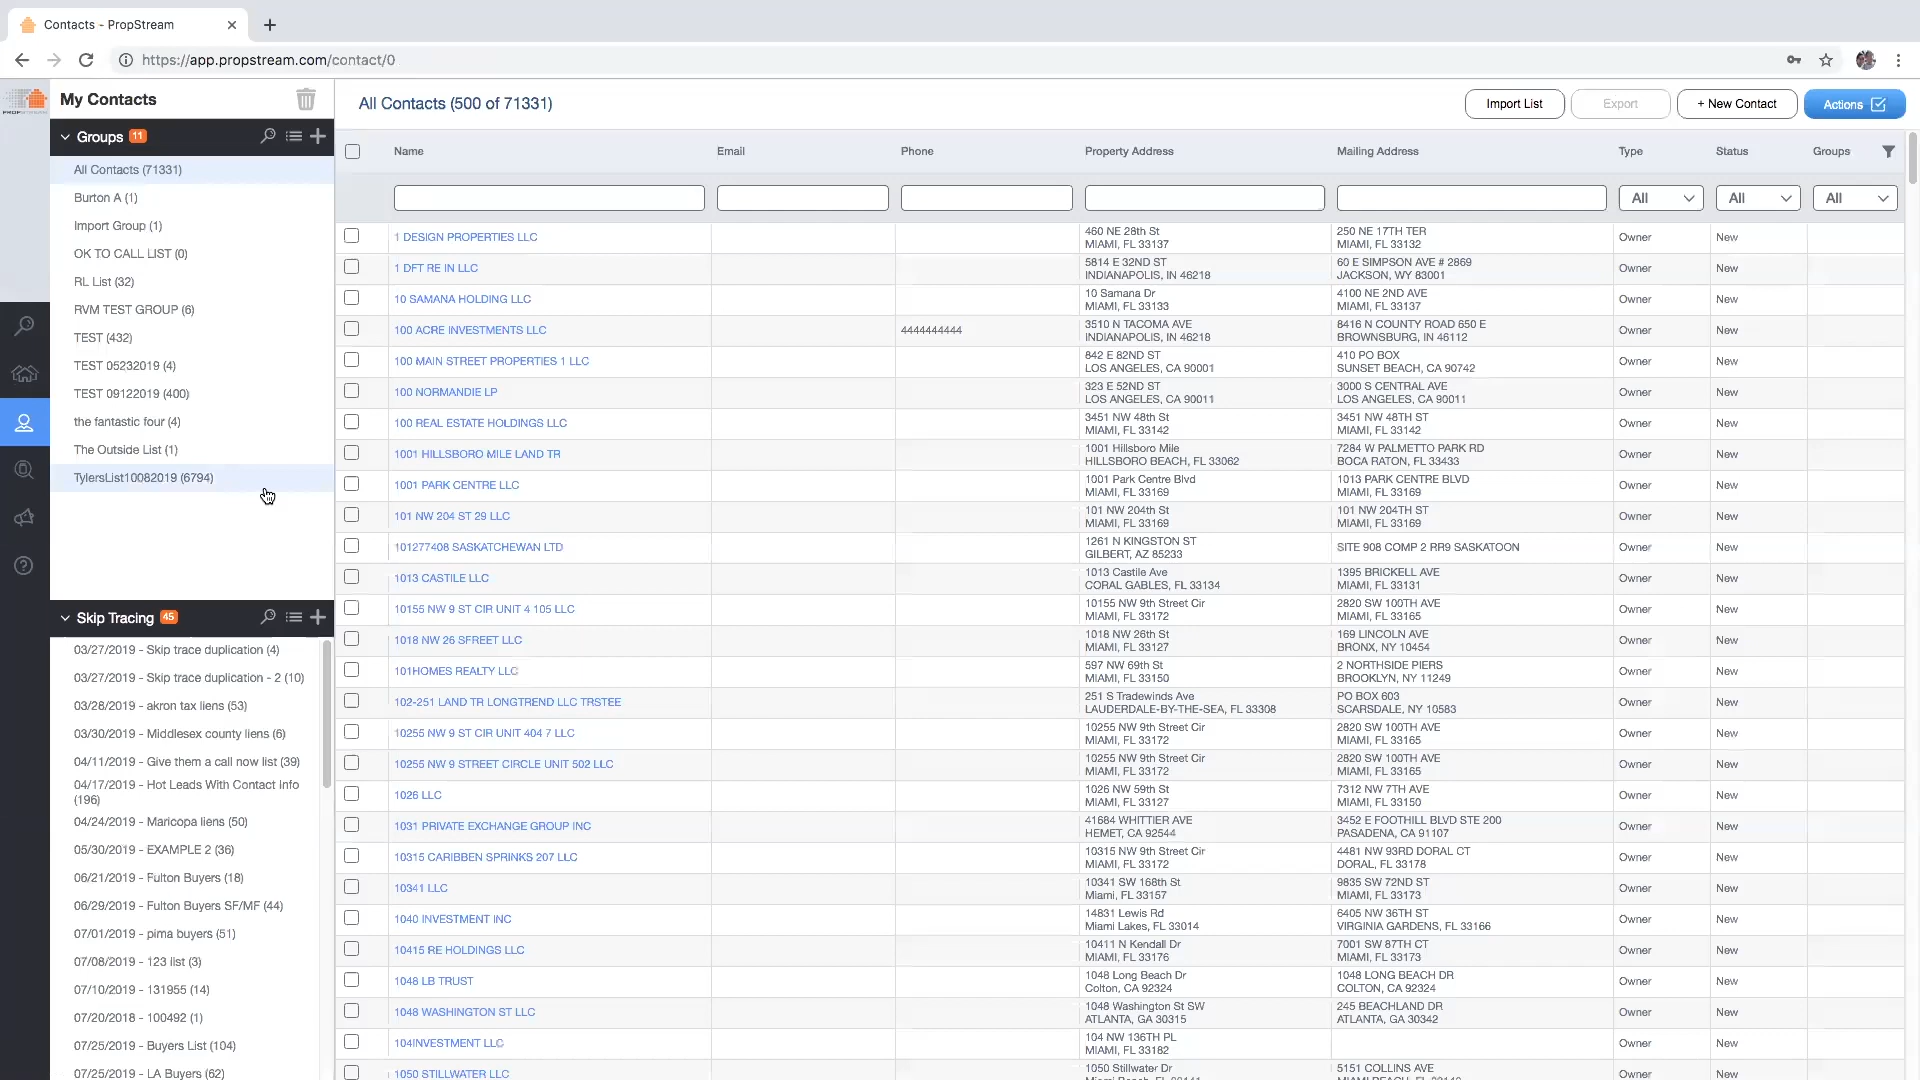 Contacts - PropStream
https://app.propstream.com/contact/0
My Contacts
Groups 11
All Contacts (71331)
Burton A (1)
Import Group (1)
OK TO CALL LIST (0)
RL List (32)
RVM TEST GROUP (6)
TEST (432)
TEST 05232019 (4)
TEST 09122019 (400)
the fantastic four (4)
The Outside List (1)
TylersList10082019 (6794)
Skip Tracing 45
03/27/2019 - Skip trace duplication (4)
03/27/2019 - Skip trace duplication - 2 (10)
03/28/2019 - akron tax liens (53)
03/30/2019 - Middlesex county liens (6)
04/11/2019 - Give them a call now list (39)
04/17/2019 - Hot Leads With Contact Info
(196)
04/24/2019 - Maricopa liens (50)
05/30/2019 - EXAMPLE 2 (36)
06/21/2019 - Fulton Buyers (18)
06/29/2019 - Fulton Buyers SF/MF (44)
07/01/2019 - pima buyers (51)
07/08/2019 - 123 list (3)
07/10/2019 - 131955 (14)
07/20/2018 - 100492 (1)
07/25/2019 - Buyers List (104)
07/25/2019 - LA Buyers (62)
All Contacts (500 of 71331)
Import List Export + New Contact Actions
Name Email Phone Property Address Mailing Address Type Status Groups
All All All
1 DESIGN PROPERTIES LLC 460 NE 28th St 250 NE 17TH TER Owner New
MIAMI, FL 33137 MIAMI, FL 33132
1 DFT RE IN LLC 5814 E 32ND ST 60 E SIMPSON AVE # 2869 Owner New
INDIANAPOLIS, IN 46218 JACKSON, WY 83001
10 SAMANA HOLDING LLC 10 Samana Dr 4100 NE 2ND AVE Owner New
MIAMI, FL 33133 MIAMI, FL 33137
100 ACRE INVESTMENTS LLC 4444444444 3510 N TACOMA AVE 8416 N COUNTY ROAD 650 E Owner New
INDIANAPOLIS, IN 46218 BROWNSBURG, IN 46112
100 MAIN STREET PROPERTIES 1 LLC 842 E 82ND ST 410 PO BOX Owner New
LOS ANGELES, CA 90001 SUNSET BEACH, CA 90742
100 NORMANDIE LP 323 E 52ND ST 3000 S CENTRAL AVE Owner New
LOS ANGELES, CA 90011 LOS ANGELES, CA 90011
100 REAL ESTATE HOLDINGS LLC 3451 NW 48th St 3451 NW 48TH ST Owner New
MIAMI, FL 33142 MIAMI, FL 33142
1001 HILLSBORO MILE LAND TR 1001 Hillsboro Mile 7284 W PALMETTO PARK RD Owner New
HILLSBORO BEACH, FL 33062 BOCA RATON, FL 33433
1001 PARK CENTRE LLC 1001 Park Centre Blvd 1013 PARK CENTRE BLVD Owner New
MIAMI, FL 33169 MIAMI, FL 33169
101 NW 204 ST 29 LLC 101 NW 204th St 101 NW 204TH ST Owner New
MIAMI, FL 33169 MIAMI, FL 33169
101277408 SASKATCHEWAN LTD 1261 N KINGSTON ST SITE 908 COMP 2 RR9 SASKATOON Owner New
GILBERT, AZ 85233
1013 CASTILE LLC 1013 Castile Ave 1395 BRICKELL AVE Owner New
CORAL GABLES, FL 33134 MIAMI, FL 33131
10155 NW 9 ST CIR UNIT 4 105 LLC 10155 NW 9th Street Cir 2820 SW 100TH AVE Owner New
MIAMI, FL 33172 MIAMI, FL 33165
1018 NW 26 SFREET LLC 1018 NW 26th St 169 LINCOLN AVE Owner New
MIAMI, FL 33127 BRONX, NY 10454
101HOMES REALTY LLC 597 NW 69th St 2 NORTHSIDE PIERS Owner New
MIAMI, FL 33150 BROOKLYN, NY 11249
102-251 LAND TR LONGTREND LLC TRSTEE 251 S Tradewinds Ave PO BOX 603 Owner New
LAUDERDALE-BY-THE-SEA, FL 33308 SCARSDALE, NY 10583
10255 NW 9 ST CIR UNIT 404 7 LLC 10255 NW 9th Street Cir 2820 SW 100TH AVE Owner New
MIAMI, FL 33172 MIAMI, FL 33165
10255 NW 9 STREET CIRCLE UNIT 502 LLC 10255 NW 9th Street Cir 2820 SW 100TH AVE Owner New
MIAMI, FL 33172 MIAMI, FL 33165
1026 LLC 1026 NW 59th St 7312 NW 7TH AVE Owner New
MIAMI, FL 33127 MIAMI, FL 33150
1031 PRIVATE EXCHANGE GROUP INC 41684 WHITTIER AVE 3452 E FOOTHILL BLVD STE 200 Owner New
HEMET, CA 92544 PASADENA, CA 91107
10315 CARIBBEN SPRINKS 207 LLC 10315 NW 9th Street Cir 4481 NW 93RD DORAL CT Owner New
MIAMI, FL 33172 DORAL, FL 33178
10341 LLC 10341 SW 168th St 9835 SW 72ND ST Owner New
Miami, FL 33157 MIAMI, FL 33173
1040 INVESTMENT INC 14831 Lewis Rd 6405 NW 36TH ST Owner New
Miami Lakes, FL 33014 VIRGINIA GARDENS, FL 33166
10415 RE HOLDINGS LLC 10411 N Kendall Dr 7001 SW 87TH CT Owner New
MIAMI, FL 33176 MIAMI, FL 33173
1048 LB TRUST 1048 Long Beach Dr 1048 LONG BEACH DR Owner New
Colton, CA 92324 COLTON, CA 92324
1048 WASHINGTON ST LLC 1048 Washington St SW 245 BEACHLAND DR Owner New
ATLANTA, GA 30315 ATLANTA, GA 30342
104INVESTMENT LLC 104 NW 136TH PL Owner New
MIAMI, FL 33182
1050 STILLWATER LLC 1050 Stillwater Dr 5151 COLLINS AVE Owner New